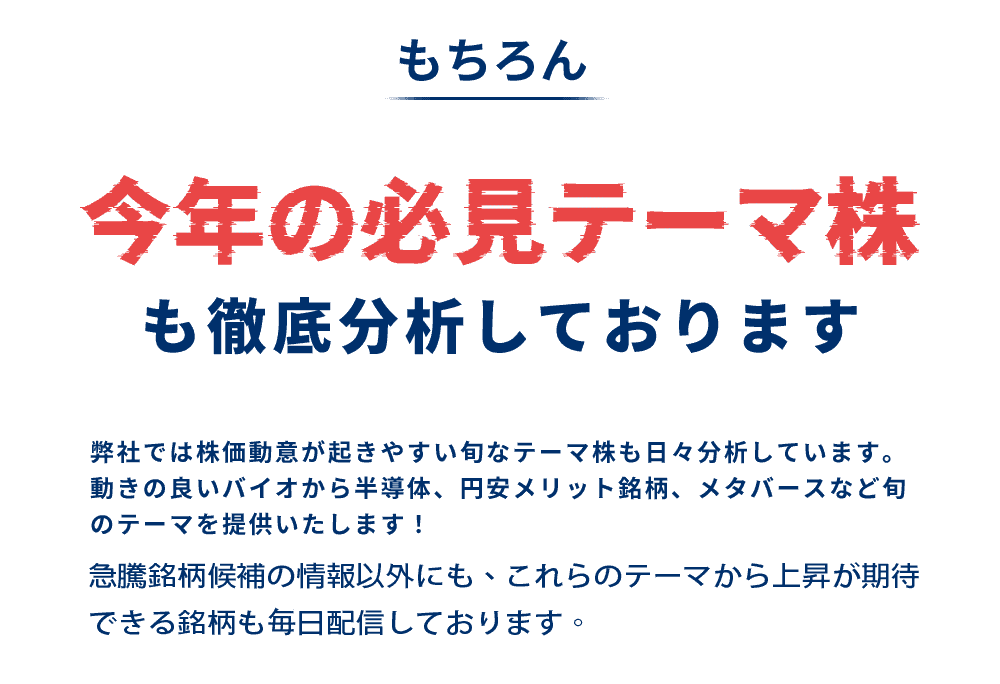 もちろん
今年の必見テーマ株
も徹底分析しております
弊社では株価動意が起きやすい旬なテーマ株も日々分析しています。
動きの良いバイオから半導体、円安メリット銘柄、メタバースなど旬
のテーマを提供いたします！
急騰銘柄候補の情報以外にも、これらのテーマから上昇が期待
できる銘柄も毎日配信しております。